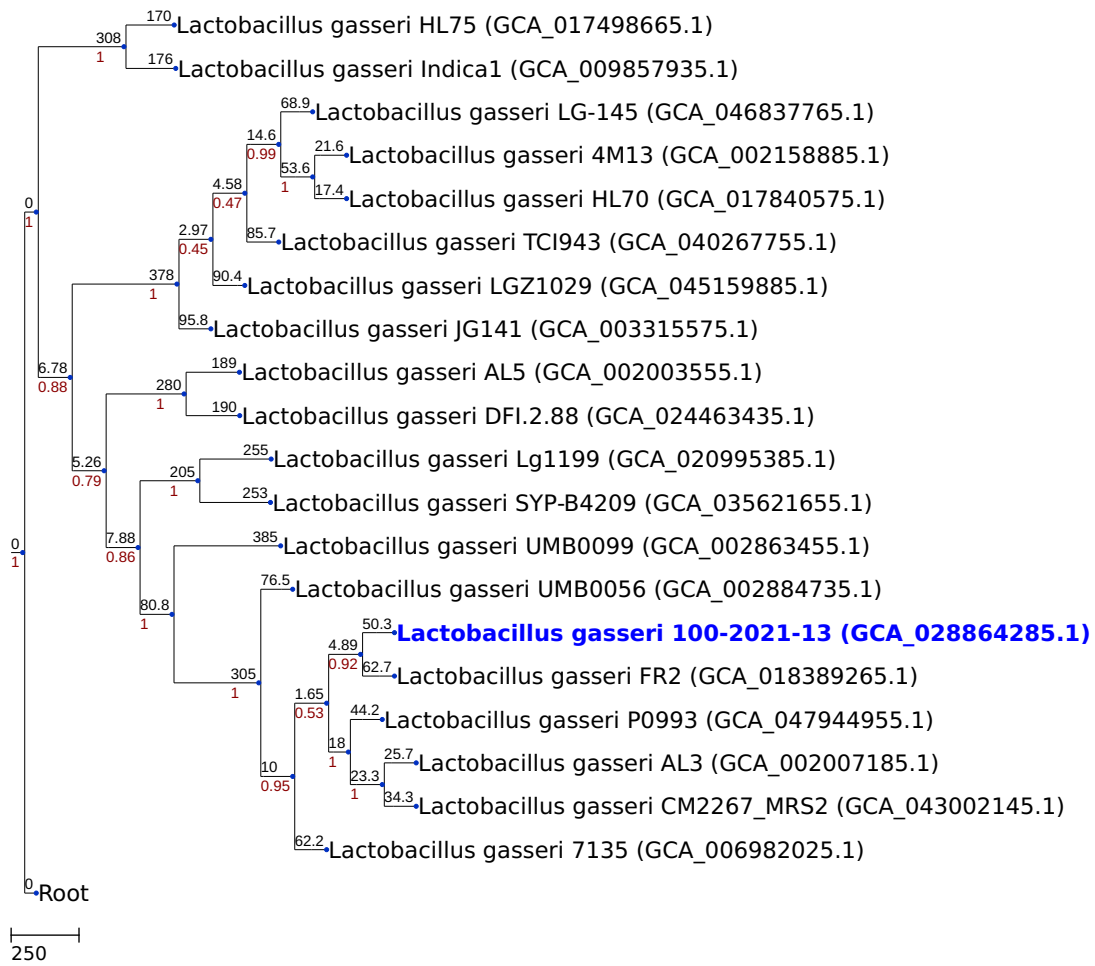 170 Lactobacillus gasseri HL75 (GCA_017498665.1)
308
1
176 Lactobacillus gasseri Indica1 (GCA_009857935.1)
68.9 Lactobacillus gasseri LG-145 (GCA_046837765.1)
14.6
0.99
21.6 Lactobacillus gasseri 4M13 (GCA_002158885.1)
53.6
1
17.4 Lactobacillus gasseri HL70 (GCA_017840575.1)
4.58
0.47
0
1
2.97
0.45
85.7 Lactobacillus gasseri TCI943 (GCA_040267755.1)
378
1
90.4 Lactobacillus gasseri LGZ1029 (GCA_045159885.1)
95.8 Lactobacillus gasseri JG141 (GCA_003315575.1)
6.78
0.88
189 Lactobacillus gasseri AL5 (GCA_002003555.1)
280
1
190 Lactobacillus gasseri DFI.2.88 (GCA_024463435.1)
5.26
0.79
255 Lactobacillus gasseri Lg1199 (GCA_020995385.1)
205
1
253 Lactobacillus gasseri SYP-B4209 (GCA_035621655.1)
0
1
7.88
0.86
385 Lactobacillus gasseri UMB0099 (GCA_002863455.1)
76.5 Lactobacillus gasseri UMB0056 (GCA_002884735.1)
80.8
1
50.3 Lactobacillus gasseri 100-2021-13 (GCA_028864285.1)
4.89
0.92
62.7 Lactobacillus gasseri FR2 (GCA_018389265.1)
305
1
1.65
0.53
44.2 Lactobacillus gasseri P0993 (GCA_047944955.1)
18
1
25.7 Lactobacillus gasseri AL3 (GCA_002007185.1)
10
0.95
23.3
1
34.3 Lactobacillus gasseri CM2267_MRS2 (GCA_043002145.1)
62.2 Lactobacillus gasseri 7135 (GCA_006982025.1)
0 Root
250